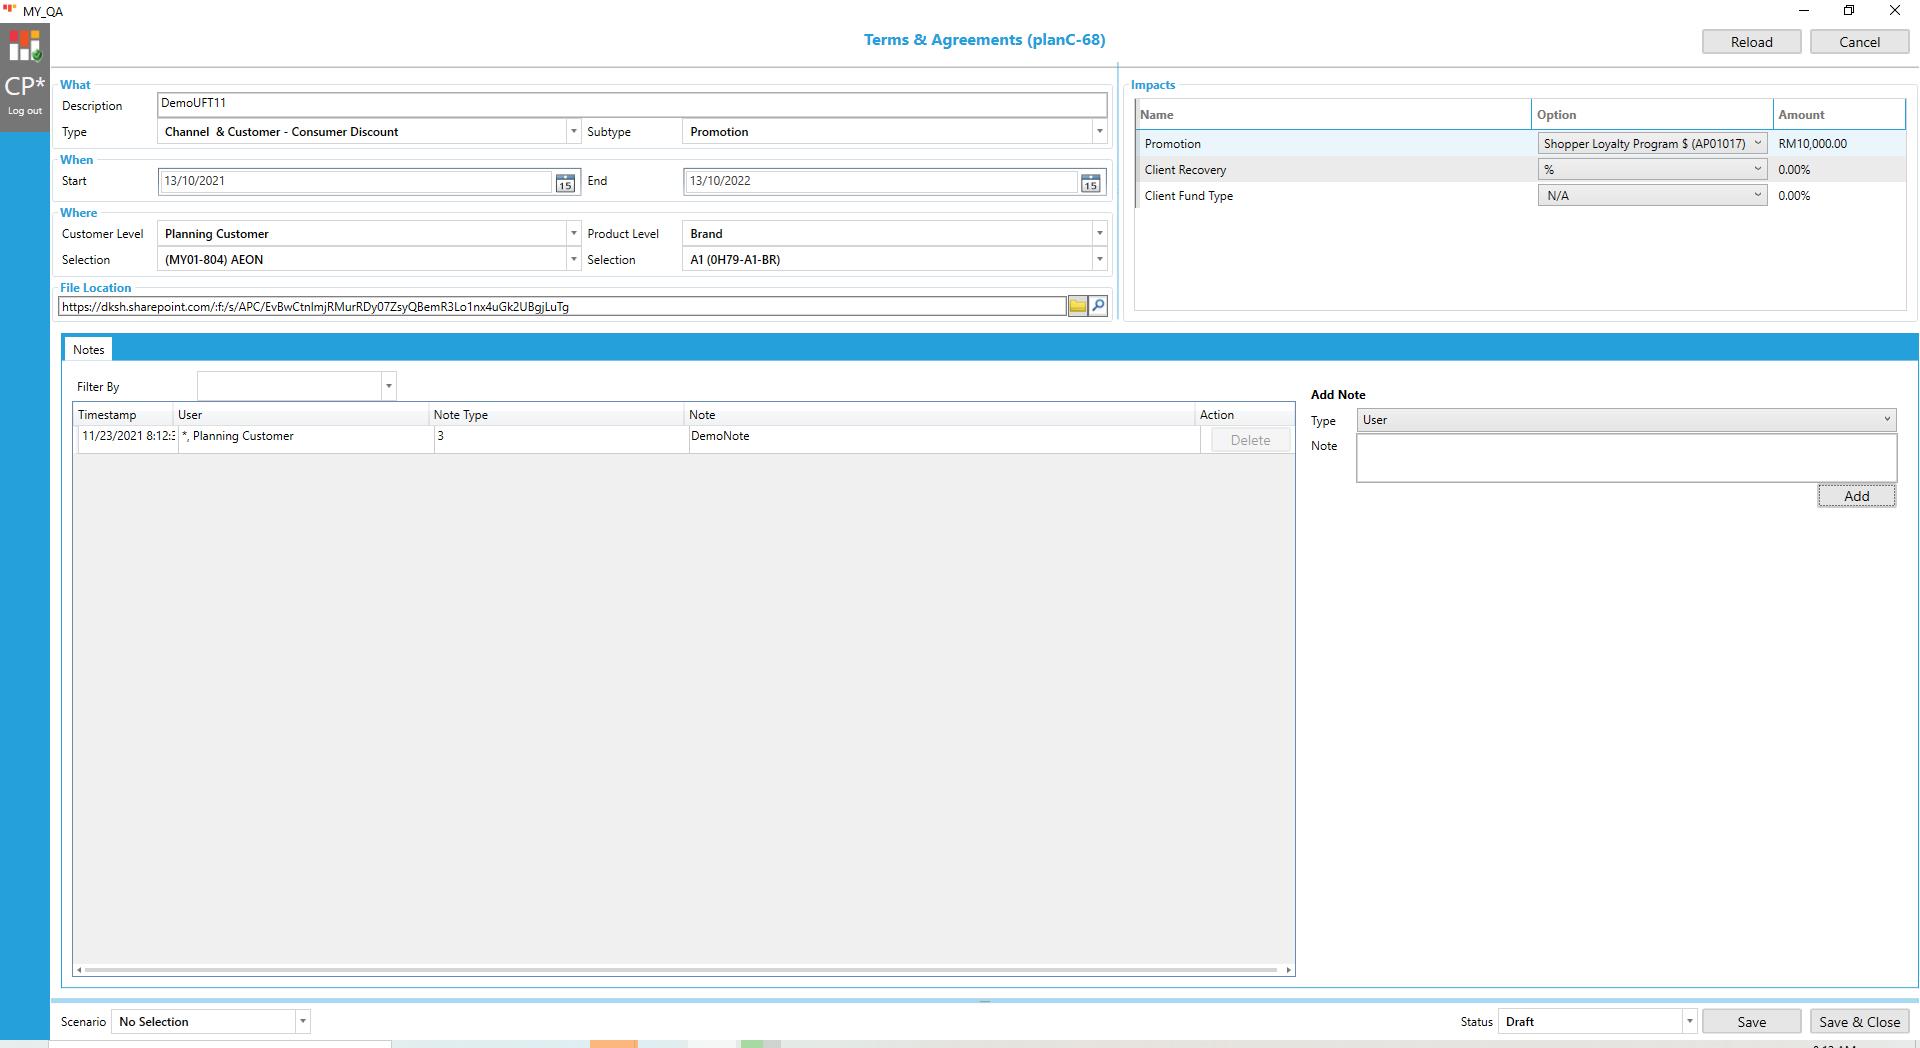 MY_QA
CP*
Log out
Terms & Agreements (planC-68)
Reload
Cancel
What
Description
DemoUFT11
Type
Channel & Customer - Consumer Discount
Subtype
Promotion
When
Start
13/10/2021
15
End
13/10/2022
15
Where
Customer Level
Planning Customer
Product Level
Brand
Selection
(MY01-804) AEON
Selection
A1 (0H79-A1-BR)
File Location
https://dksh.sharepoint.com/:f:/s/APC/EvBwCtnImjRMurRDy07ZsyQBemR3Lo1nx4uGk2UBgjLuTg
Impacts
Name
Option
Amount
Promotion
Shopper Loyalty Program $ (AP01017)
RM10,000.00
Client Recovery
%
0.00%
Client Fund Type
N/A
0.00%
Notes
Filter By
Timestamp
User
Note Type
Note
Action
11/23/2021 8:12:3
*, Planning Customer
3
DemoNote
Delete
Add Note
Type
User
Note
Add
Scenario
No Selection
Status
Draft
Save
Save & Close